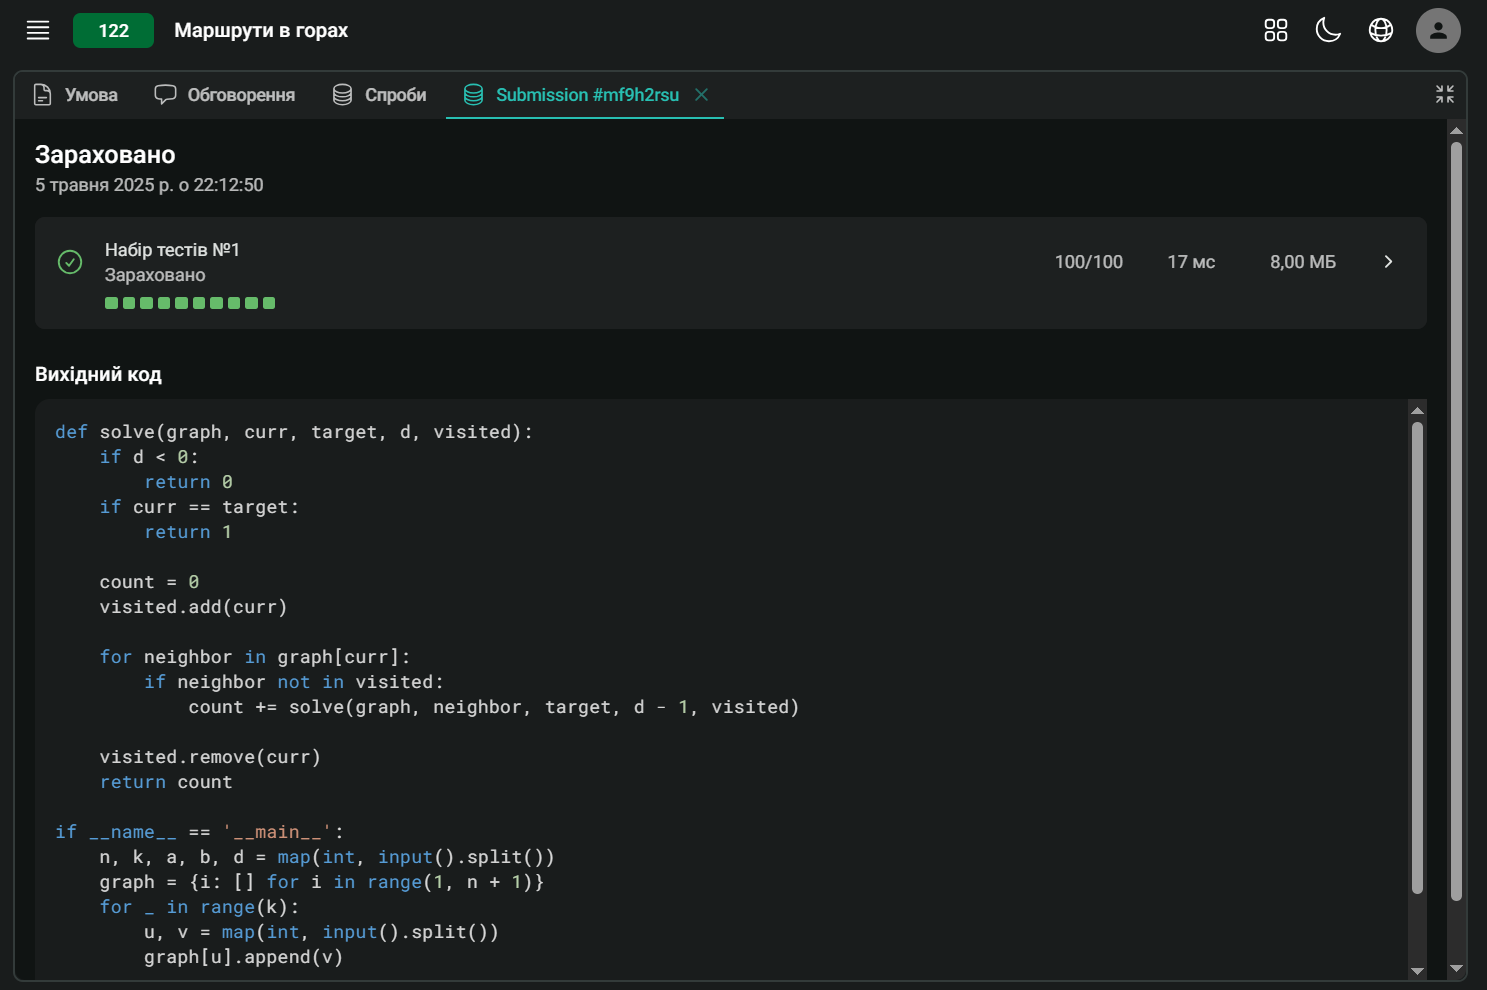 122 Маршрути в горах
Умова Обговорення Спроби Submission #mf9h2rsu
Зараховано
5 травня 2025 р. о 22:12:50
Набір тестів №1
Зараховано
100/100 17 мс 8,00 МБ
Вихідний код
def solve(graph, curr, target, d, visited):
    if d < 0:
        return 0
    if curr == target:
        return 1
    count = 0
    visited.add(curr)
    for neighbor in graph[curr]:
        if neighbor not in visited:
            count += solve(graph, neighbor, target, d - 1, visited)
    visited.remove(curr)
    return count
if __name__ == '__main__':
    n, k, a, b, d = map(int, input().split())
    graph = {i: [] for i in range(1, n + 1)}
    for _ in range(k):
        u, v = map(int, input().split())
        graph[u].append(v)